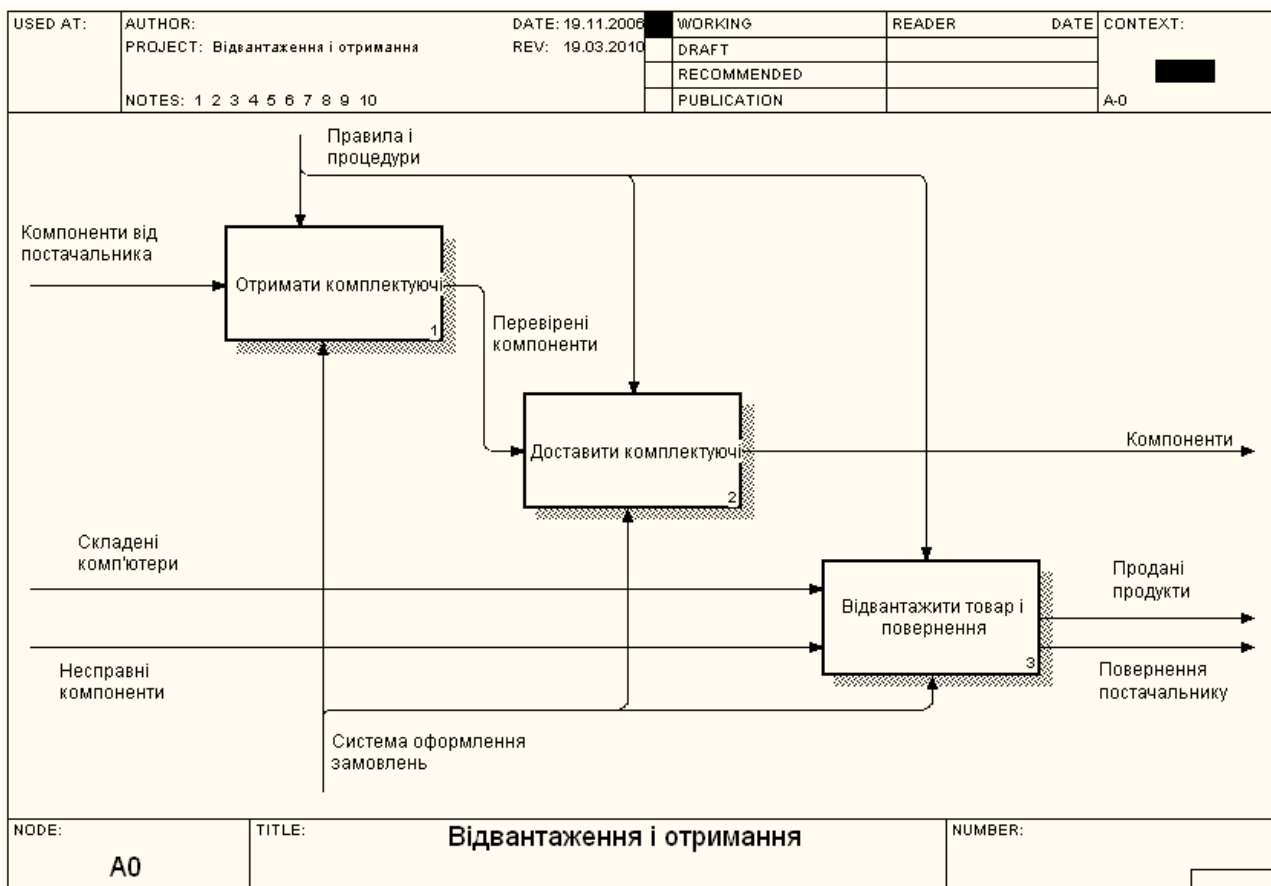 USED AT:
AUTHOR:
DATE: 19.11.2006
WORKING
READER
DATE
CONTEXT:
PROJECT: Відвантаження і отримання
REV: 19.03.2010
DRAFT
RECOMMENDED
NOTES: 1 2 3 4 5 6 7 8 9 10
PUBLICATION
A-0
Правила і
процедури
Компоненти від
постачальника
Отримати комплектуючі
1
Перевірені
компоненти
Доставити комплектуючі
2
Компоненти
Складені
комп'ютери
Відвантажити товар і
повернення
3
Продані
продукти
Несправні
компоненти
Повернення
постачальнику
Система оформлення
замовлень
NODE:
A0
TITLE:
Відвантаження і отримання
NUMBER: